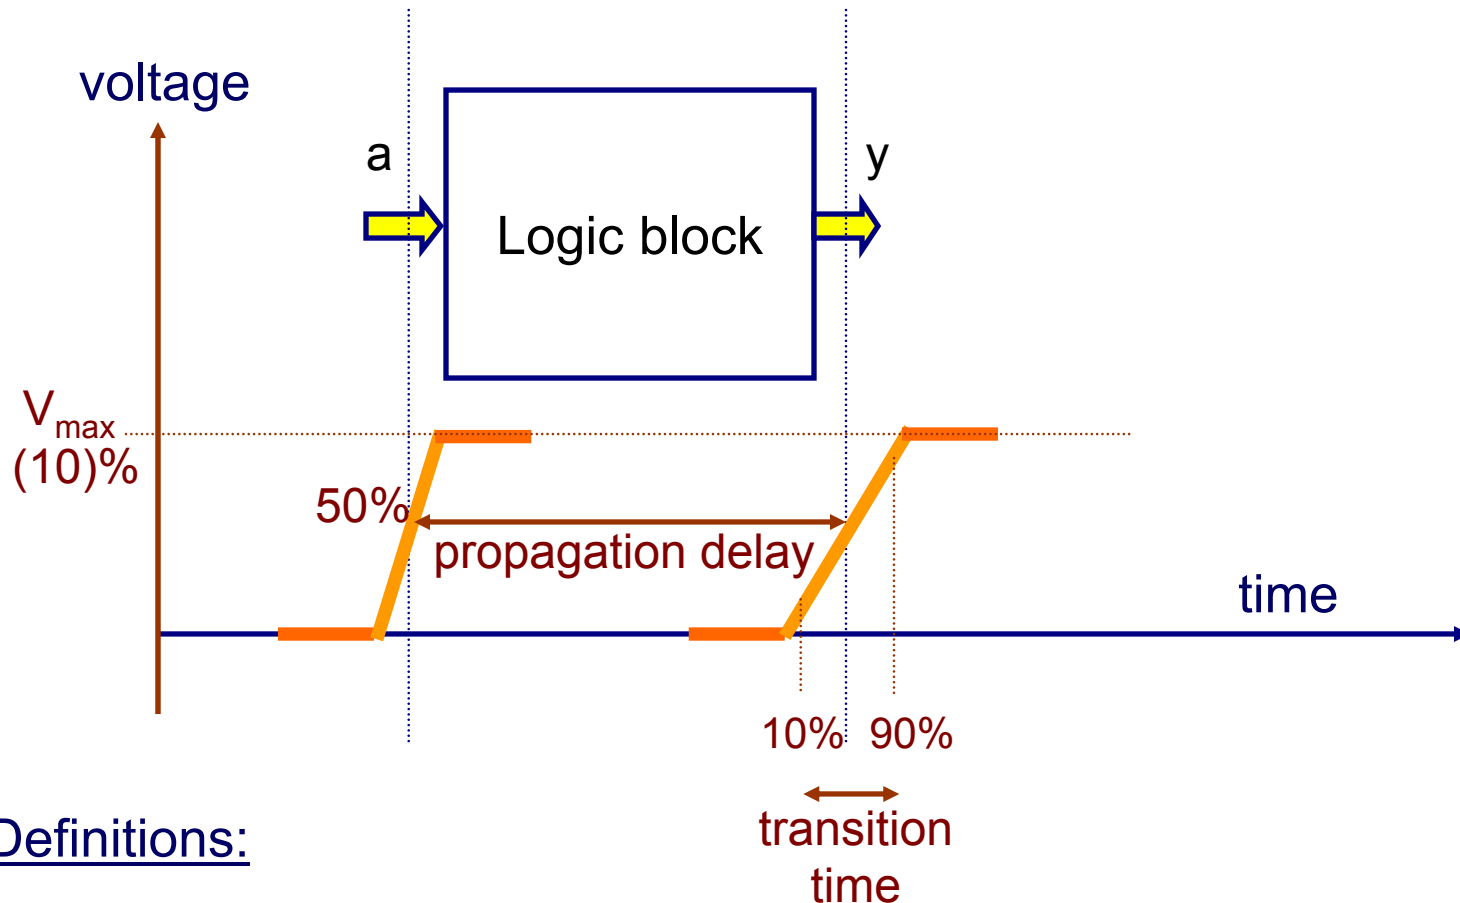 voltage
a
y
Logic block
Vmax
(10)%
50%
propagation delay
time
10%
90%
transition
time
Definitions: